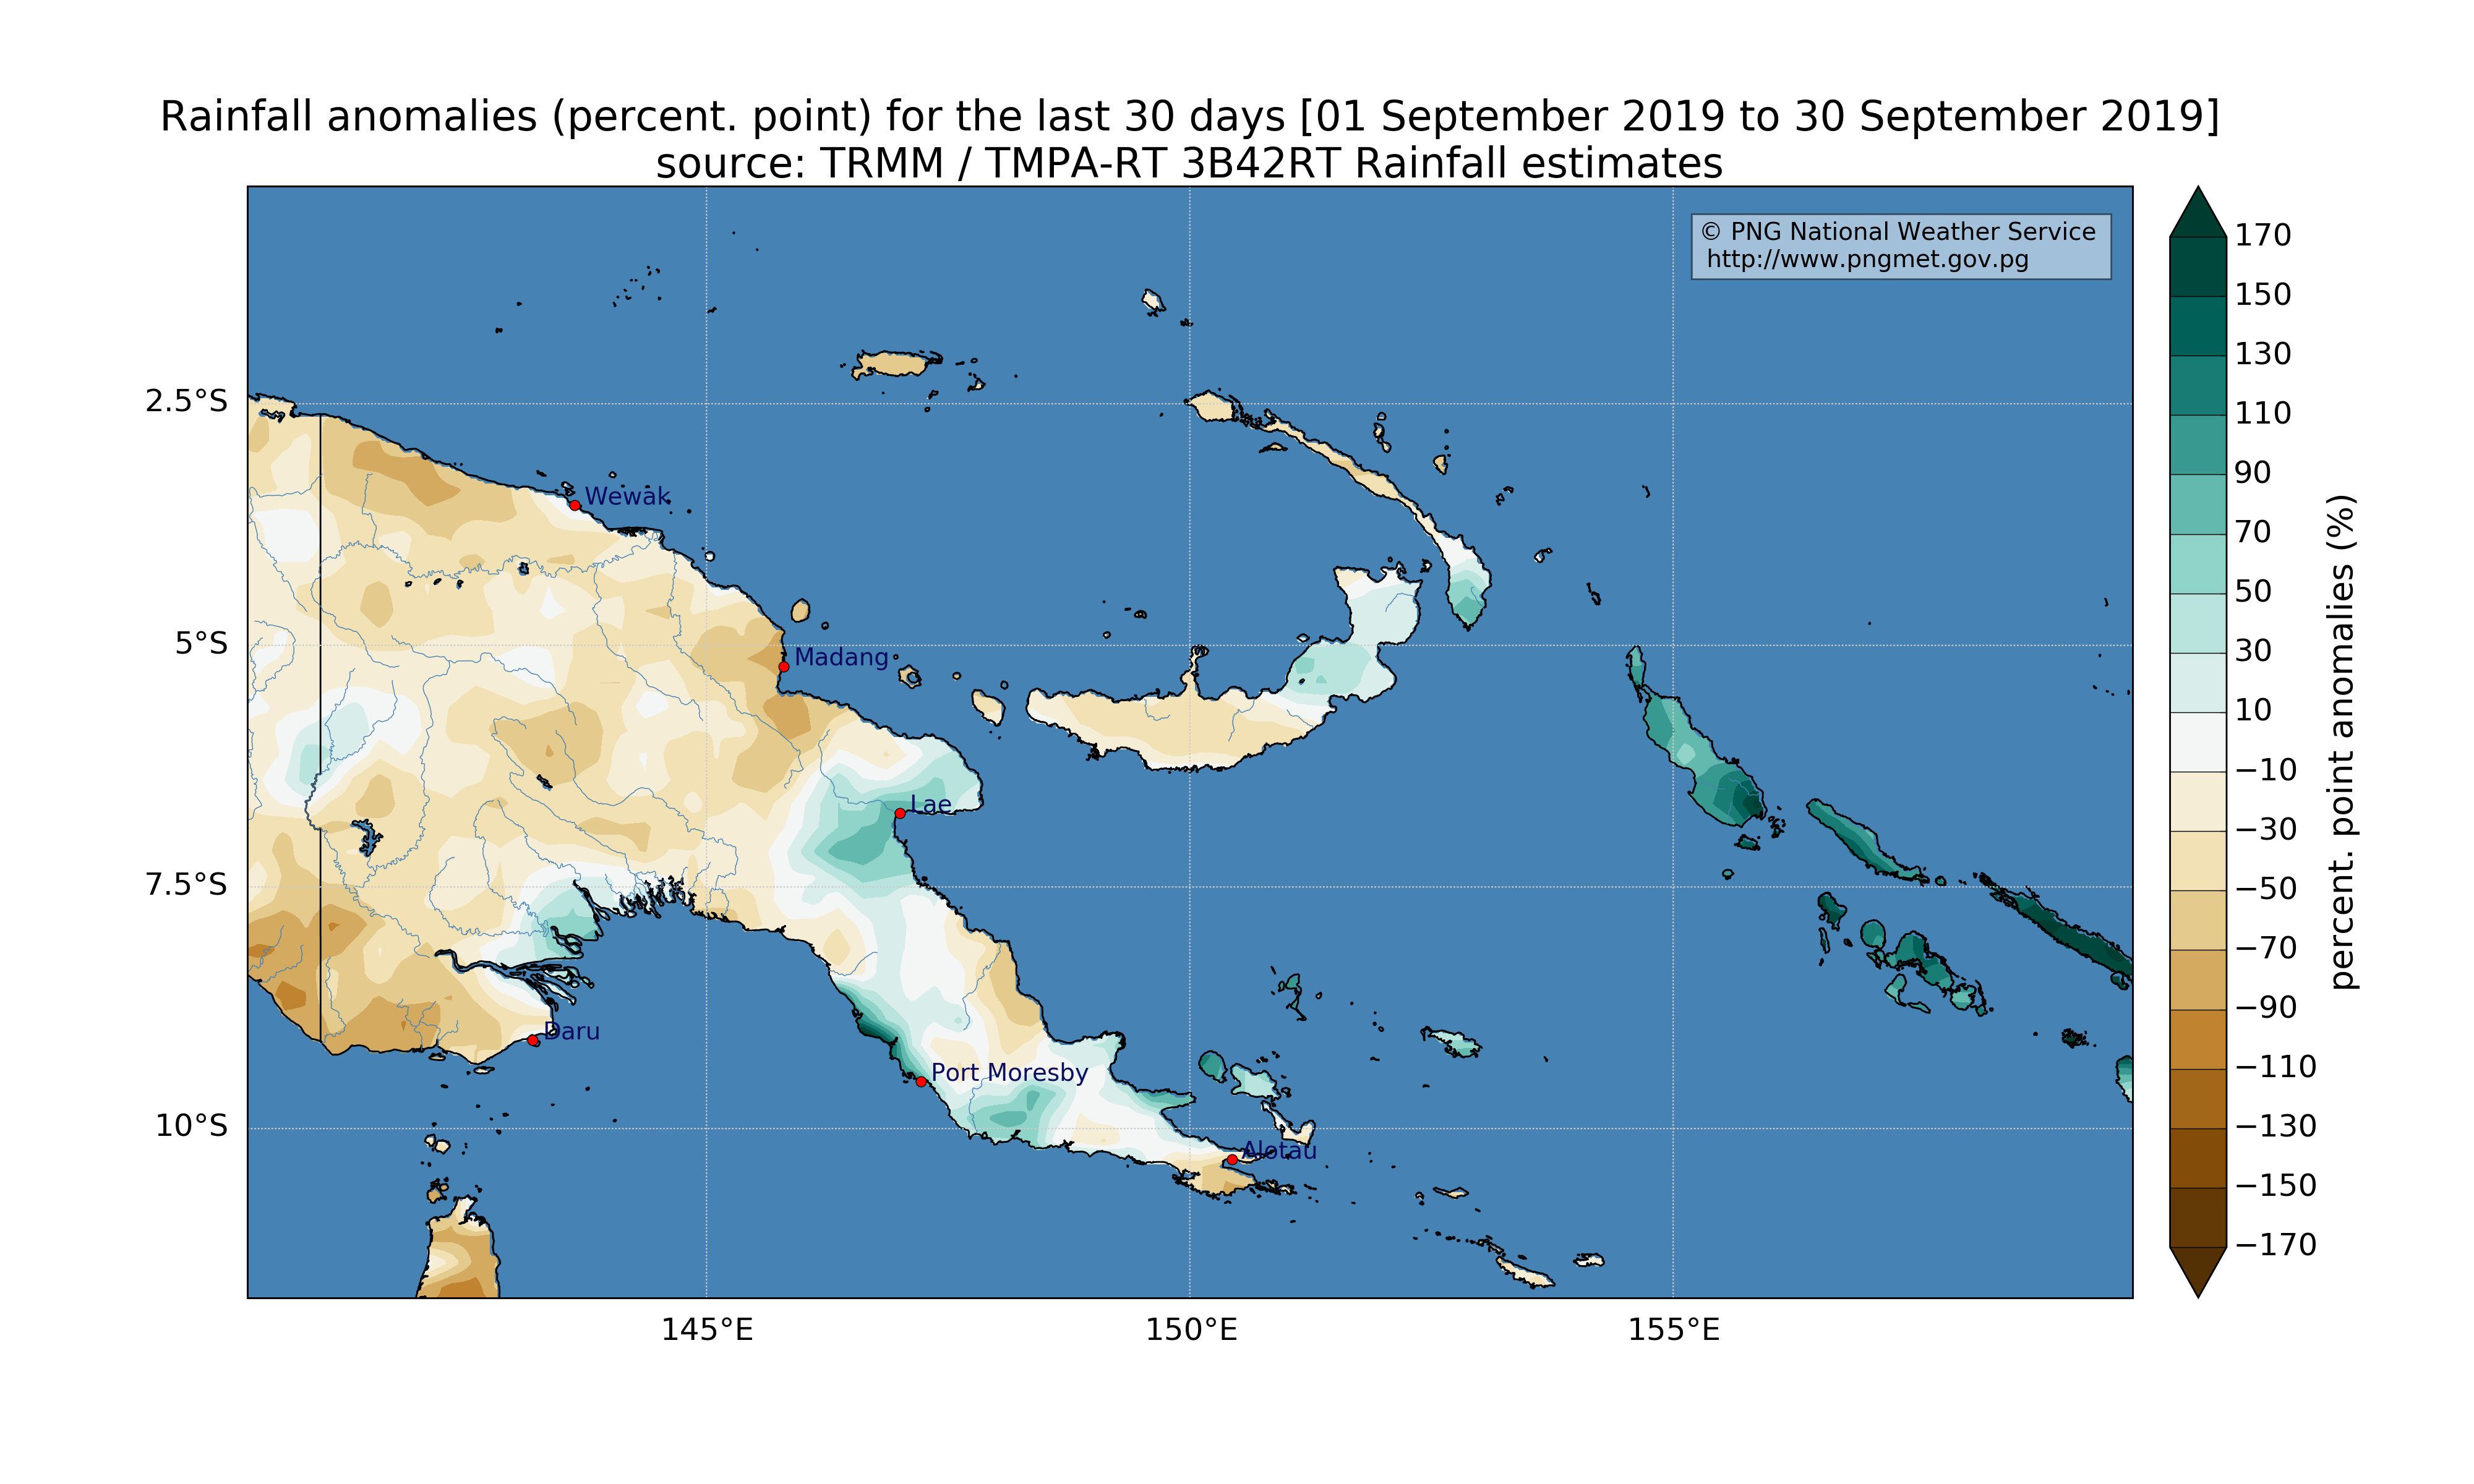 Rainfall anomalies (percent. point) for the last 30 days [01 September 2019 to 30 September 2019]
source: TRMM / TMPA-RT 3B42RT Rainfall estimates
© PNG National Weather Service
http://www.pngmet.gov.pg
2.5°S
5°S
7.5°S
10°S
145°E
150°E
155°E
Wewak
Madang
Lae
Daru
Port Moresby
Alotau
170
150
130
110
90
70
50
30
10
−10
−30
−50
−70
−90
−110
−130
−150
−170
percent. point anomalies (%)